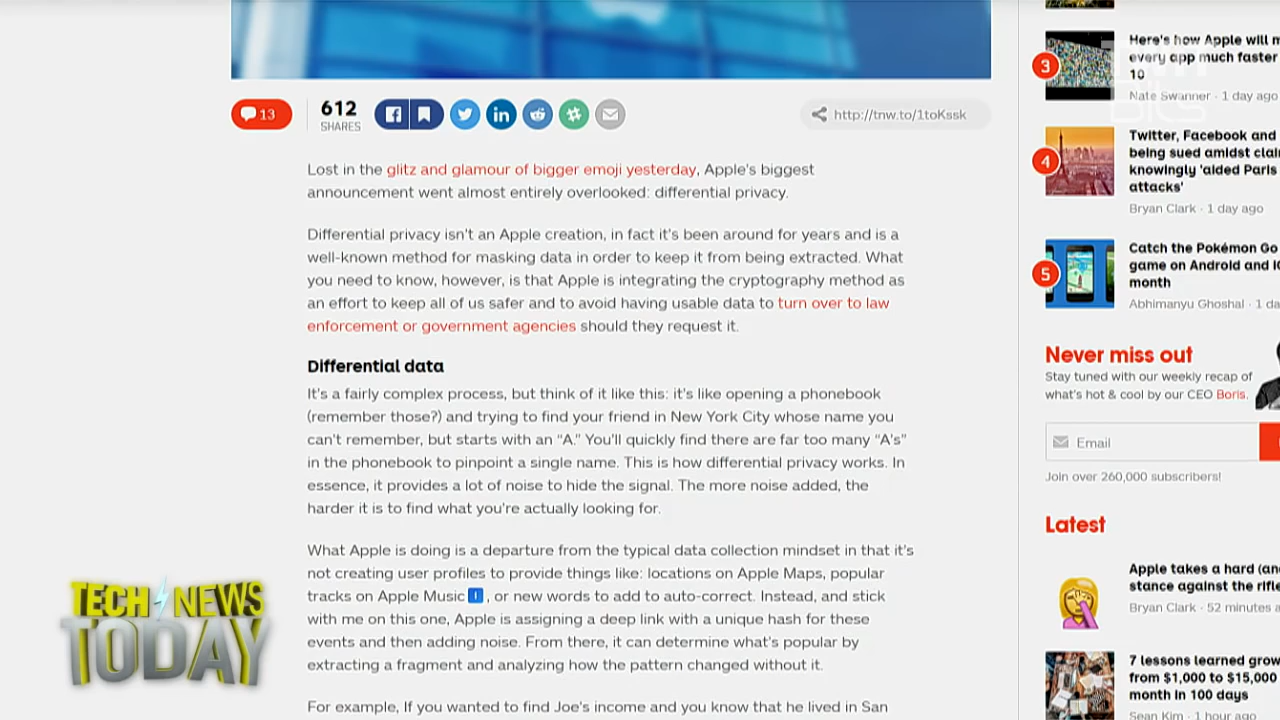 13
612
SHARES
http://tnw.to/1toKssk
Lost in the glitz and glamour of bigger emoji yesterday, Apple's biggest
announcement went almost entirely overlooked: differential privacy.
Differential privacy isn't an Apple creation, in fact it's been around for years and is a
well-known method for masking data in order to keep it from being extracted. What
you need to know, however, is that Apple is integrating the cryptography method as
an effort to keep all of us safer and to avoid having usable data to turn over to law
enforcement or government agencies should they request it.
Differential data
It's a fairly complex process, but think of it like this: it's like opening a phonebook
(remember those?) and trying to find your friend in New York City whose name you
can't remember, but starts with an “A.” You'll quickly find there are far too many “A's”
in the phonebook to pinpoint a single name. This is how differential privacy works. In
essence, it provides a lot of noise to hide the signal. The more noise added, the
harder it is to find what you're actually looking for.
What Apple is doing is a departure from the typical data collection mindset in that it's
not creating user profiles to provide things like: locations on Apple Maps, popular
tracks on Apple Music, or new words to add to auto-correct. Instead, and stick
with me on this one, Apple is assigning a deep link with a unique hash for these
events and then adding noise. From there, it can determine what's popular by
extracting a fragment and analyzing how the pattern changed without it.
For example, If you wanted to find Joe's income and you know that he lived in San
3
Here's how Apple will m
every app much faster
10
Nate Swanner · 1 day ago
4
Twitter, Facebook and
being sued amidst clai
knowingly 'aided Paris
attacks'
Bryan Clark · 1 day ago
5
Catch the Pokémon Go
game on Android and iO
month
Abhimanyu Ghoshal · 1 da
Never miss out
Stay tuned with our weekly recap of
what's hot & cool by our CEO Boris.
Email
Join over 260,000 subscribers!
Latest
Apple takes a hard (and
stance against the rifle
Bryan Clark · 52 minutes a
7 lessons learned grow
from $1,000 to $15,000
month in 100 days
Sean Kim · 1 hour ago
TECH NEWS
TODAY